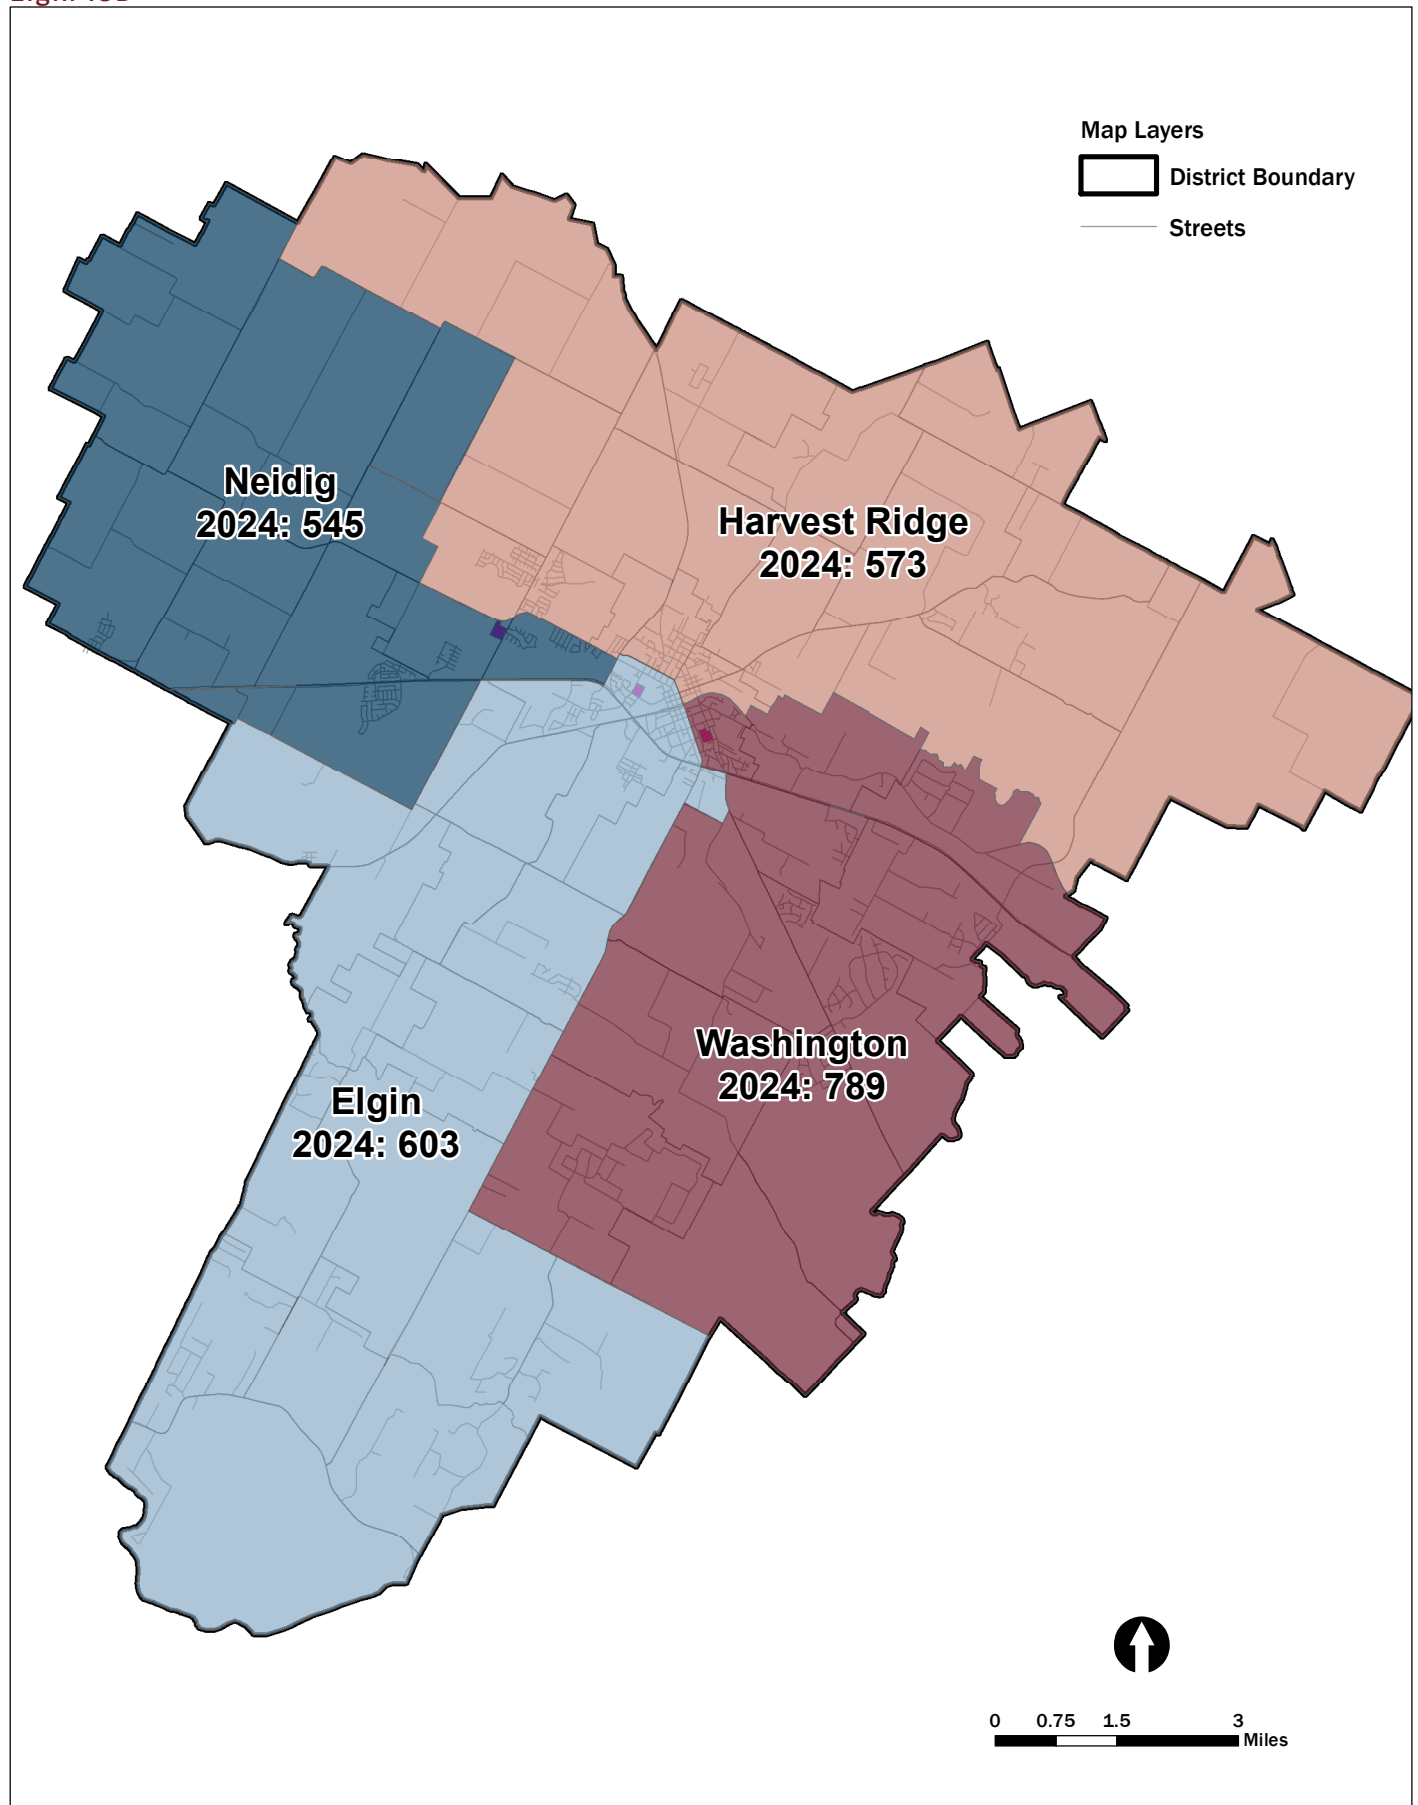 Map Layers
District Boundary
Streets
Neidig
2024: 545
Harvest Ridge
2024: 573
Washington
2024: 789
Elgin
2024: 603
0 0.75 1.5 3
Miles